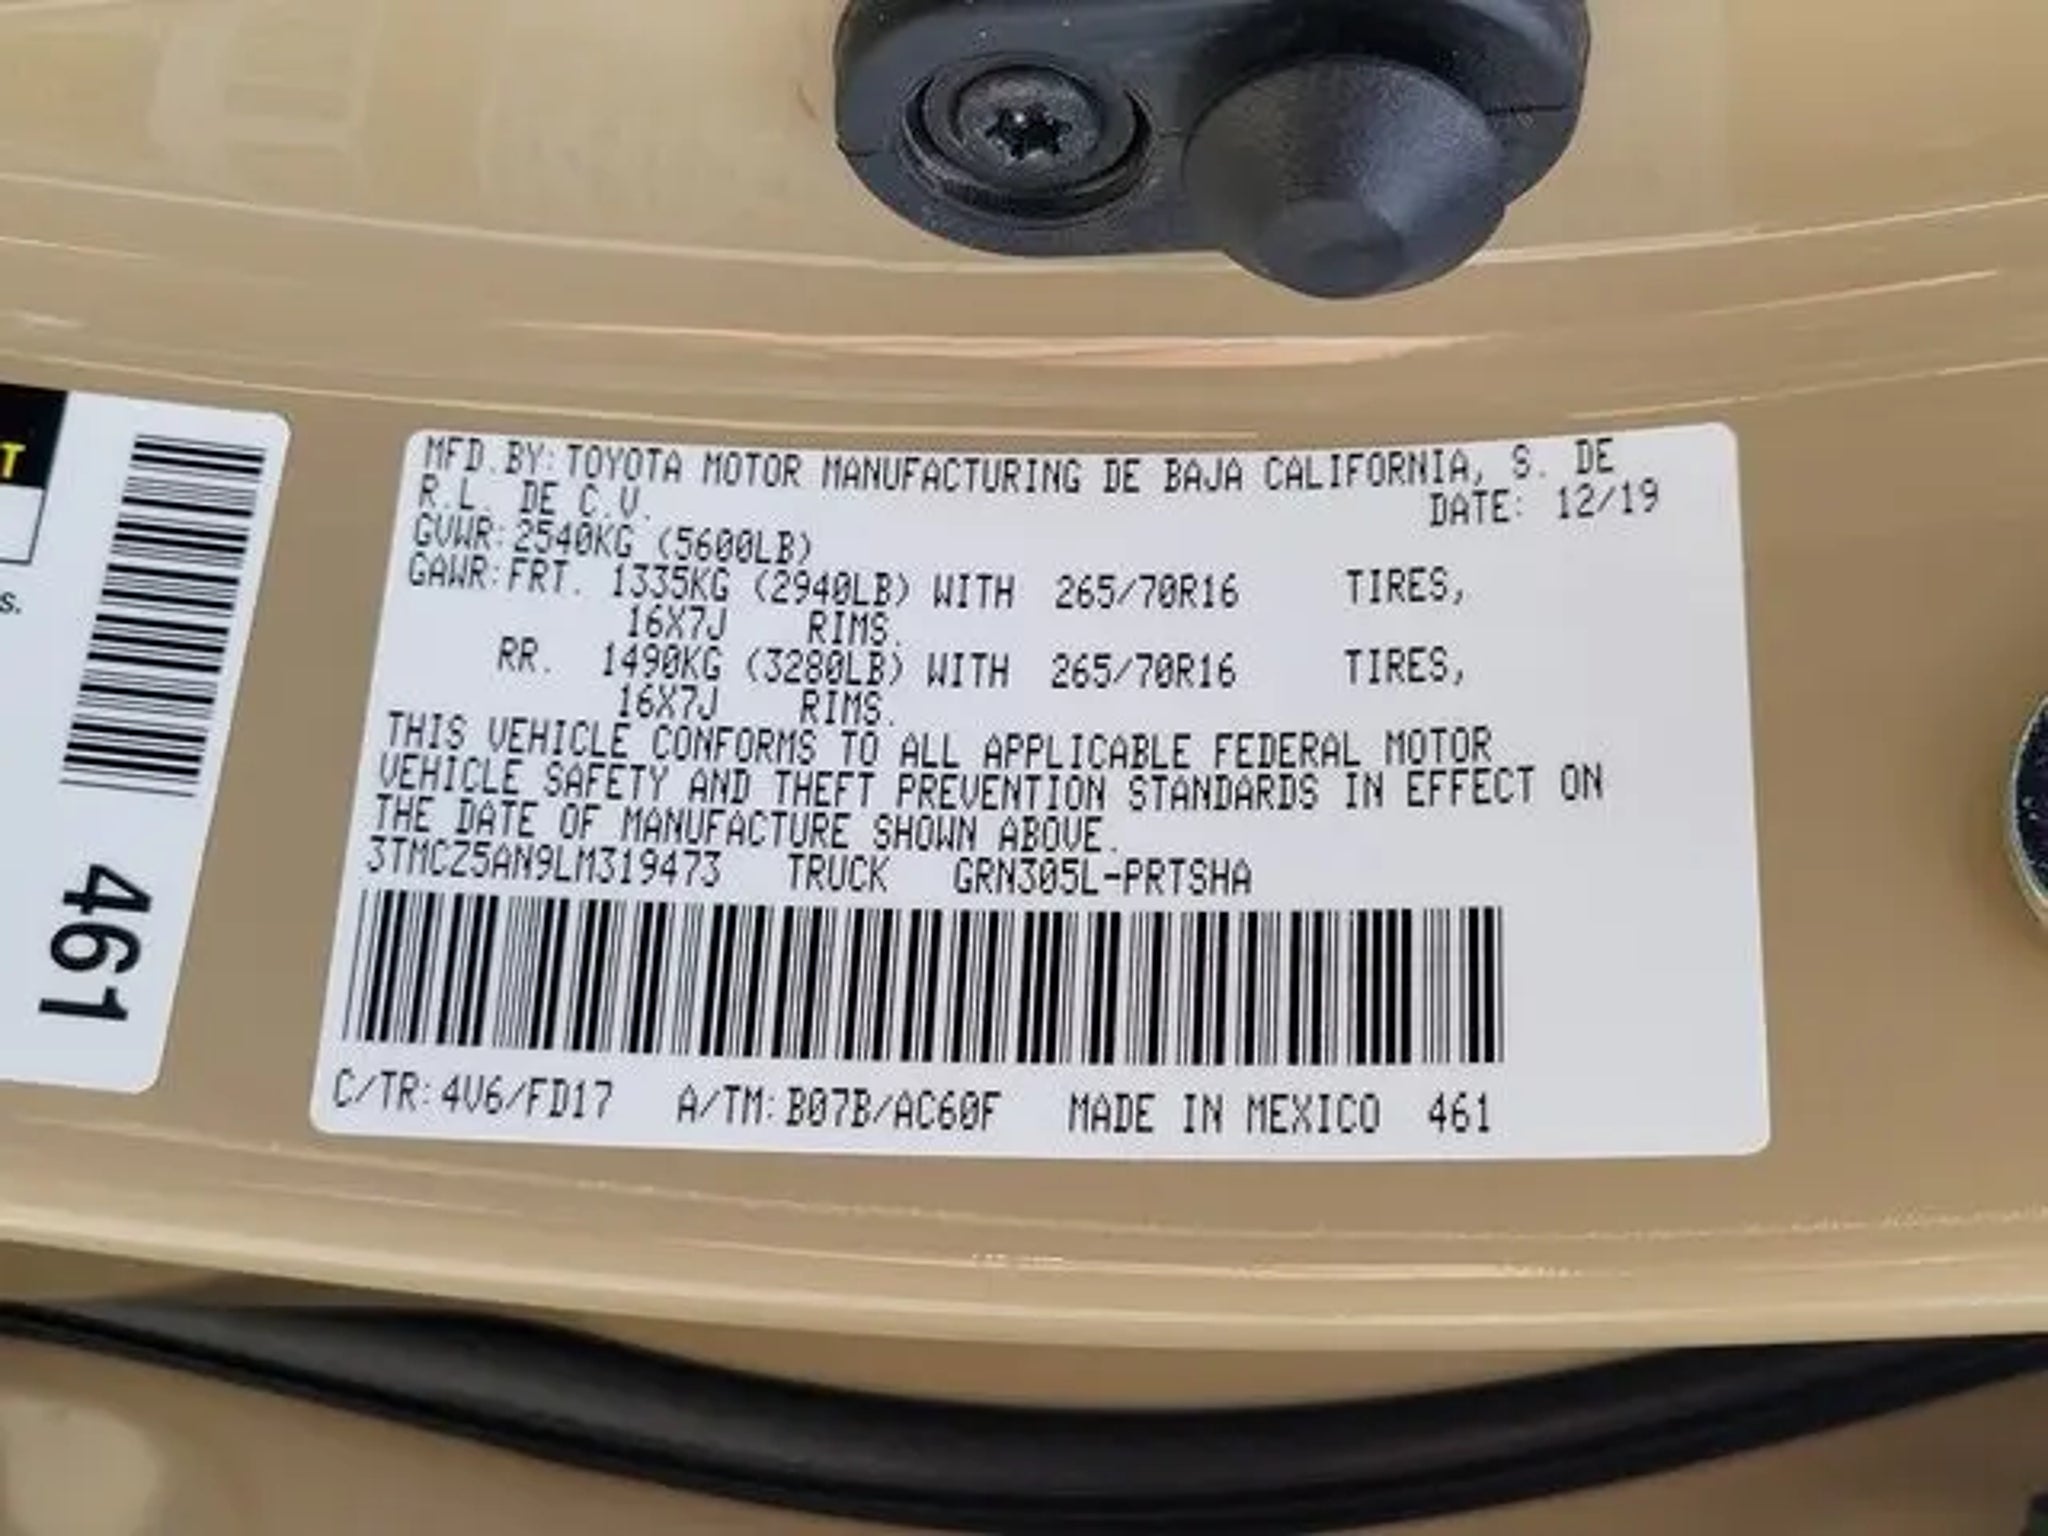 T
s.
461
MFD.BY:TOYOTA MOTOR MANUFACTURING DE BAJA CALIFORNIA, S. DE
R.L. DE C.V. DATE: 12/19
GVWR:2540KG (5600LB)
GAWR:FRT. 1335KG (2940LB) WITH 265/70R16 TIRES,
16X7J RIMS.
RR. 1490KG (3280LB) WITH 265/70R16 TIRES,
16X7J RIMS.
THIS VEHICLE CONFORMS TO ALL APPLICABLE FEDERAL MOTOR
VEHICLE SAFETY AND THEFT PREVENTION STANDARDS IN EFFECT ON
THE DATE OF MANUFACTURE SHOWN ABOVE.
3TMCZ5AN9LM319473 TRUCK GRN305L-PRTSHA
C/TR:4V6/FD17 A/TM:B07B/AC60F MADE IN MEXICO 461